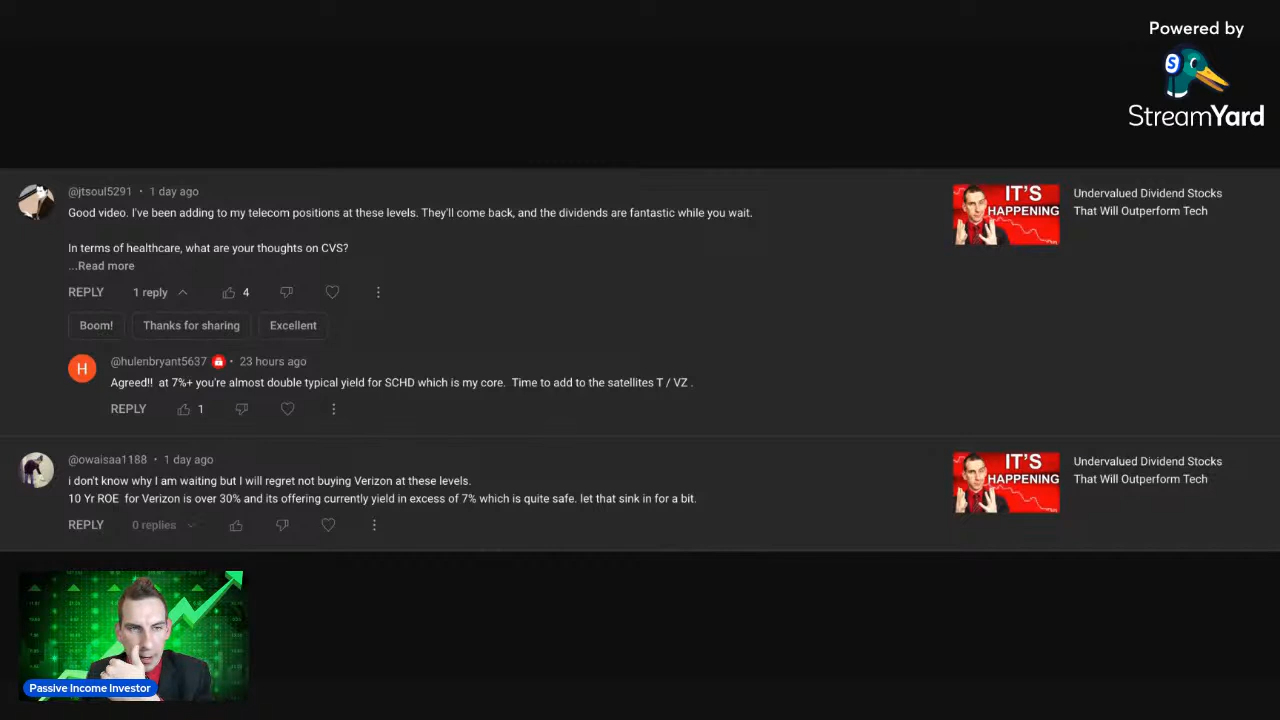 Powered by
S
StreamYard
@jtsoul5291 • 1 day ago
Good video. I've been adding to my telecom positions at these levels. They'll come back, and the dividends are fantastic while you wait.
In terms of healthcare, what are your thoughts on CVS?
...Read more
REPLY 1 reply 4
Boom! Thanks for sharing Excellent
IT'S
HAPPENING
Undervalued Dividend Stocks
That Will Outperform Tech
H
@hulenbryant5637 • 23 hours ago
Agreed!! at 7%+ you're almost double typical yield for SCHD which is my core. Time to add to the satellites T / VZ .
REPLY 1
@owaisaa1188 • 1 day ago
i don't know why I am waiting but I will regret not buying Verizon at these levels.
10 Yr ROE for Verizon is over 30% and its offering currently yield in excess of 7% which is quite safe. let that sink in for a bit.
REPLY 0 replies
IT'S
HAPPENING
Undervalued Dividend Stocks
That Will Outperform Tech
Passive Income Investor